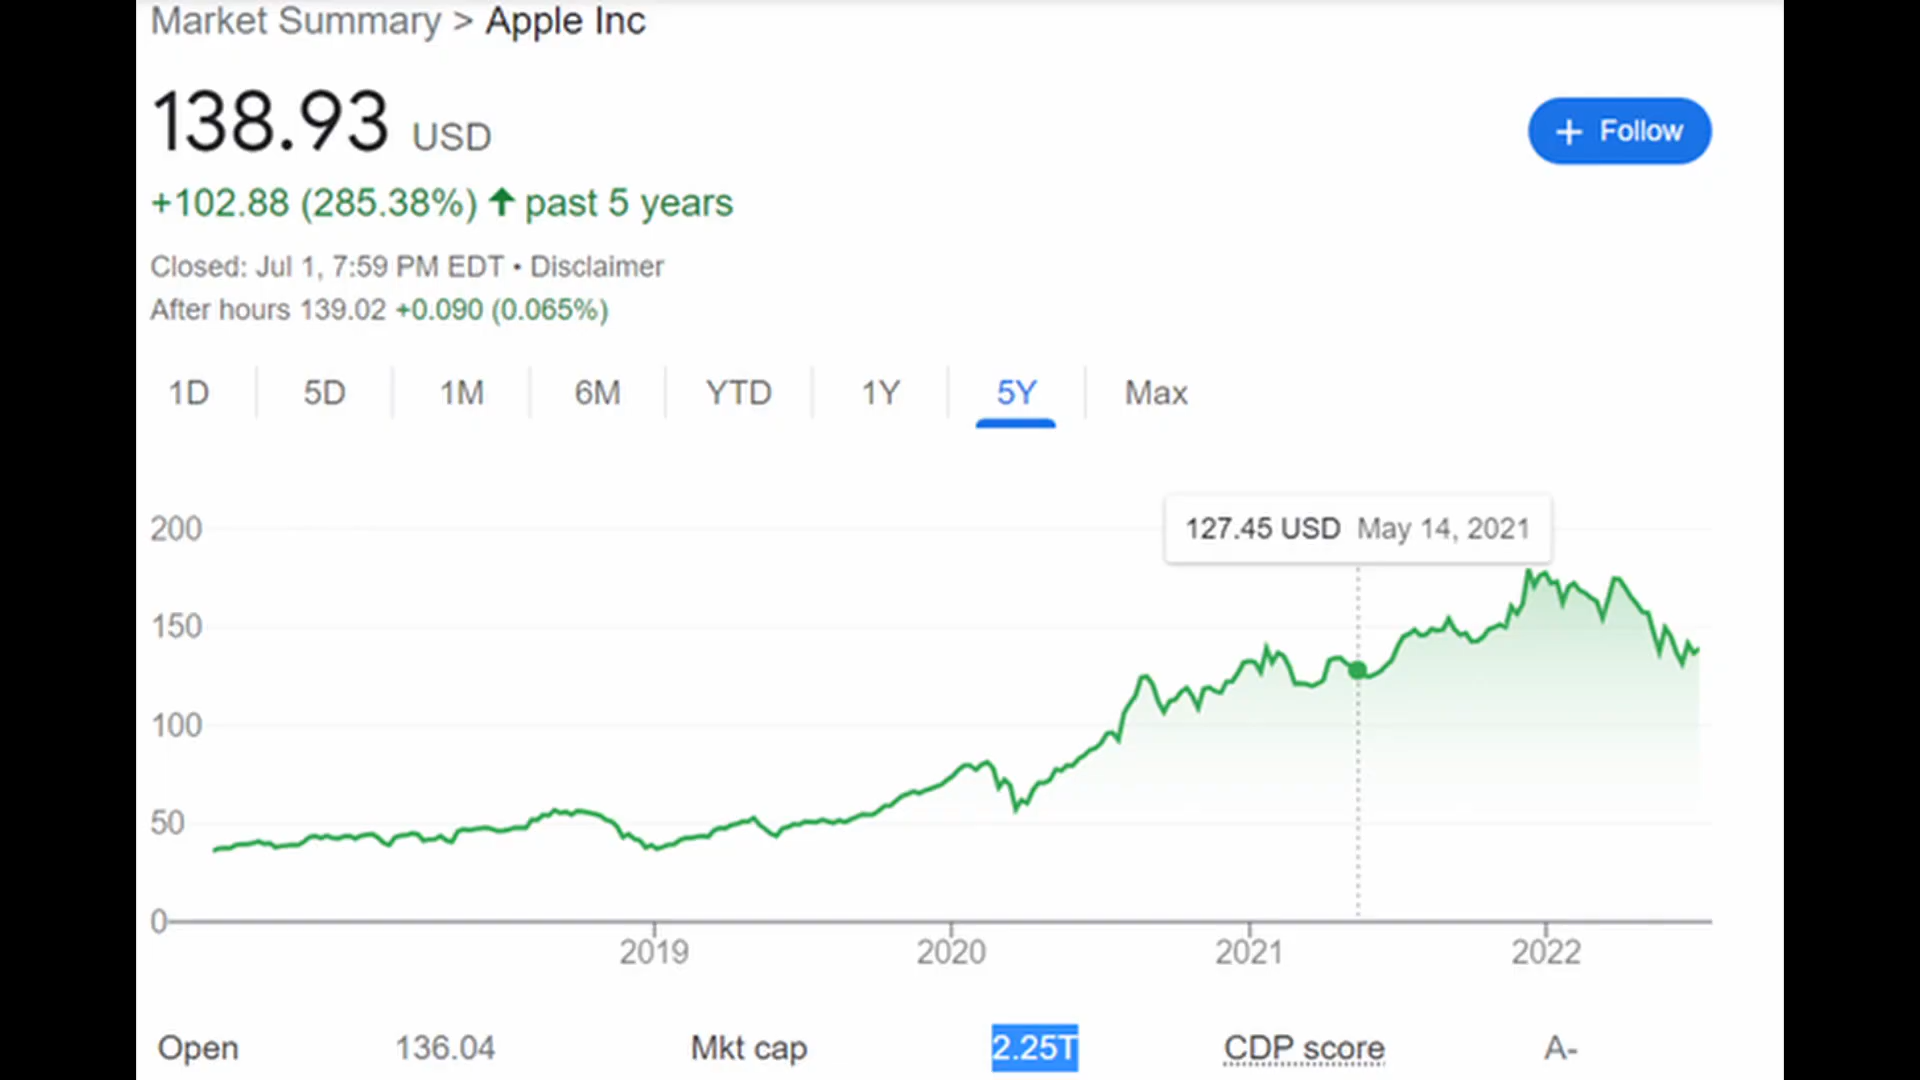 Market Summary > Apple Inc
138.93 USD
+ Follow
+102.88 (285.38%) ↑ past 5 years
Closed: Jul 1, 7:59 PM EDT • Disclaimer
After hours 139.02 +0.090 (0.065%)
1D 5D 1M 6M YTD 1Y 5Y Max
127.45 USD May 14, 2021
200
150
100
50
0
2019 2020 2021 2022
Open 136.04 Mkt cap 2.25T CDP score A-